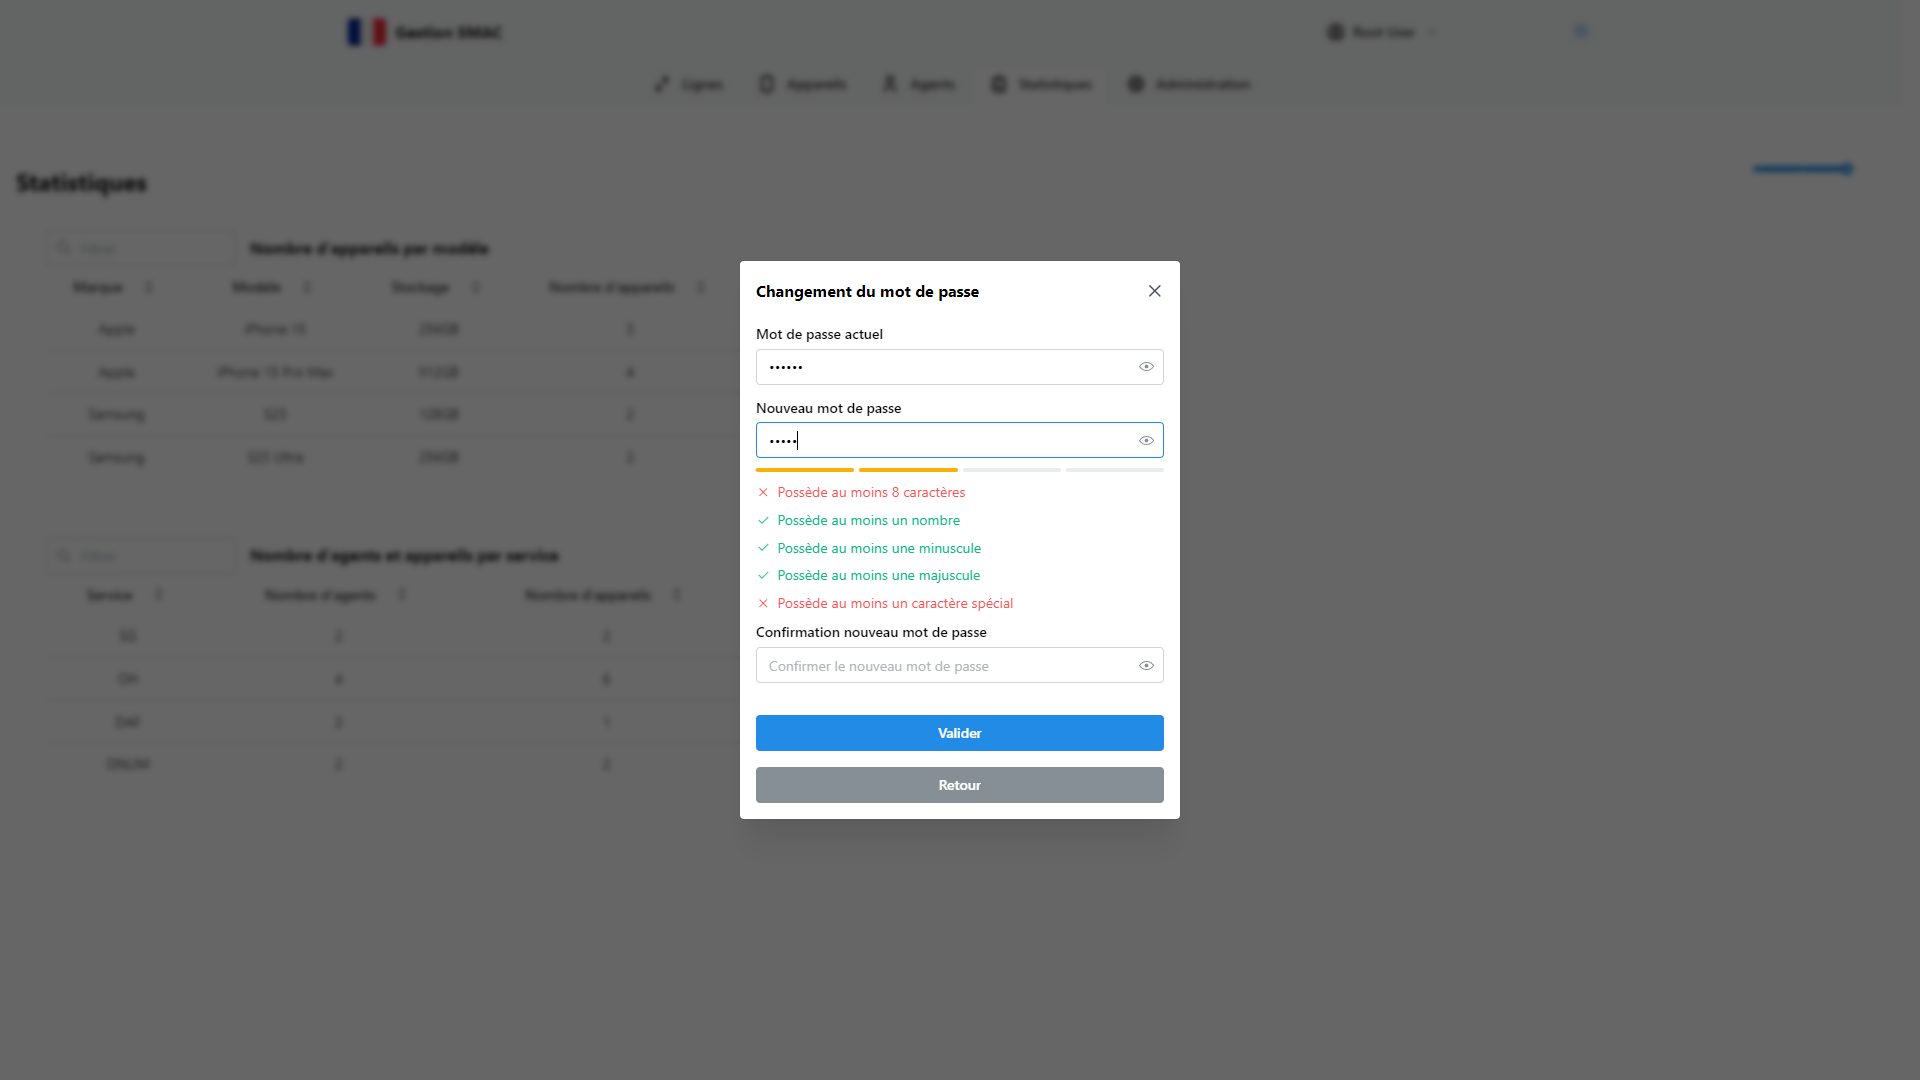 Gestion SMAC
Root User
Lignes
Appareils
Agents
Statistiques
Administration
Statistiques
Filtrer
Nombre d'appareils par modèle
Marque
Modèle
Stockage
Nombre d'appareils
Apple
iPhone 15
256GB
3
Apple
iPhone 15 Pro Max
512GB
4
Samsung
S23
128GB
2
Samsung
S23 Ultra
256GB
2
Filtrer
Nombre d'agents et appareils par service
Service
Nombre d'agents
Nombre d'appareils
2
2
4
6
DAF
2
1
DNUM
2
2
Changement du mot de passe
Mot de passe actuel
••••••
Nouveau mot de passe
•••••
Possède au moins 8 caractères
Possède au moins un nombre
Possède au moins une minuscule
Possède au moins une majuscule
Possède au moins un caractère spécial
Confirmation nouveau mot de passe
Confirmer le nouveau mot de passe
Valider
Retour